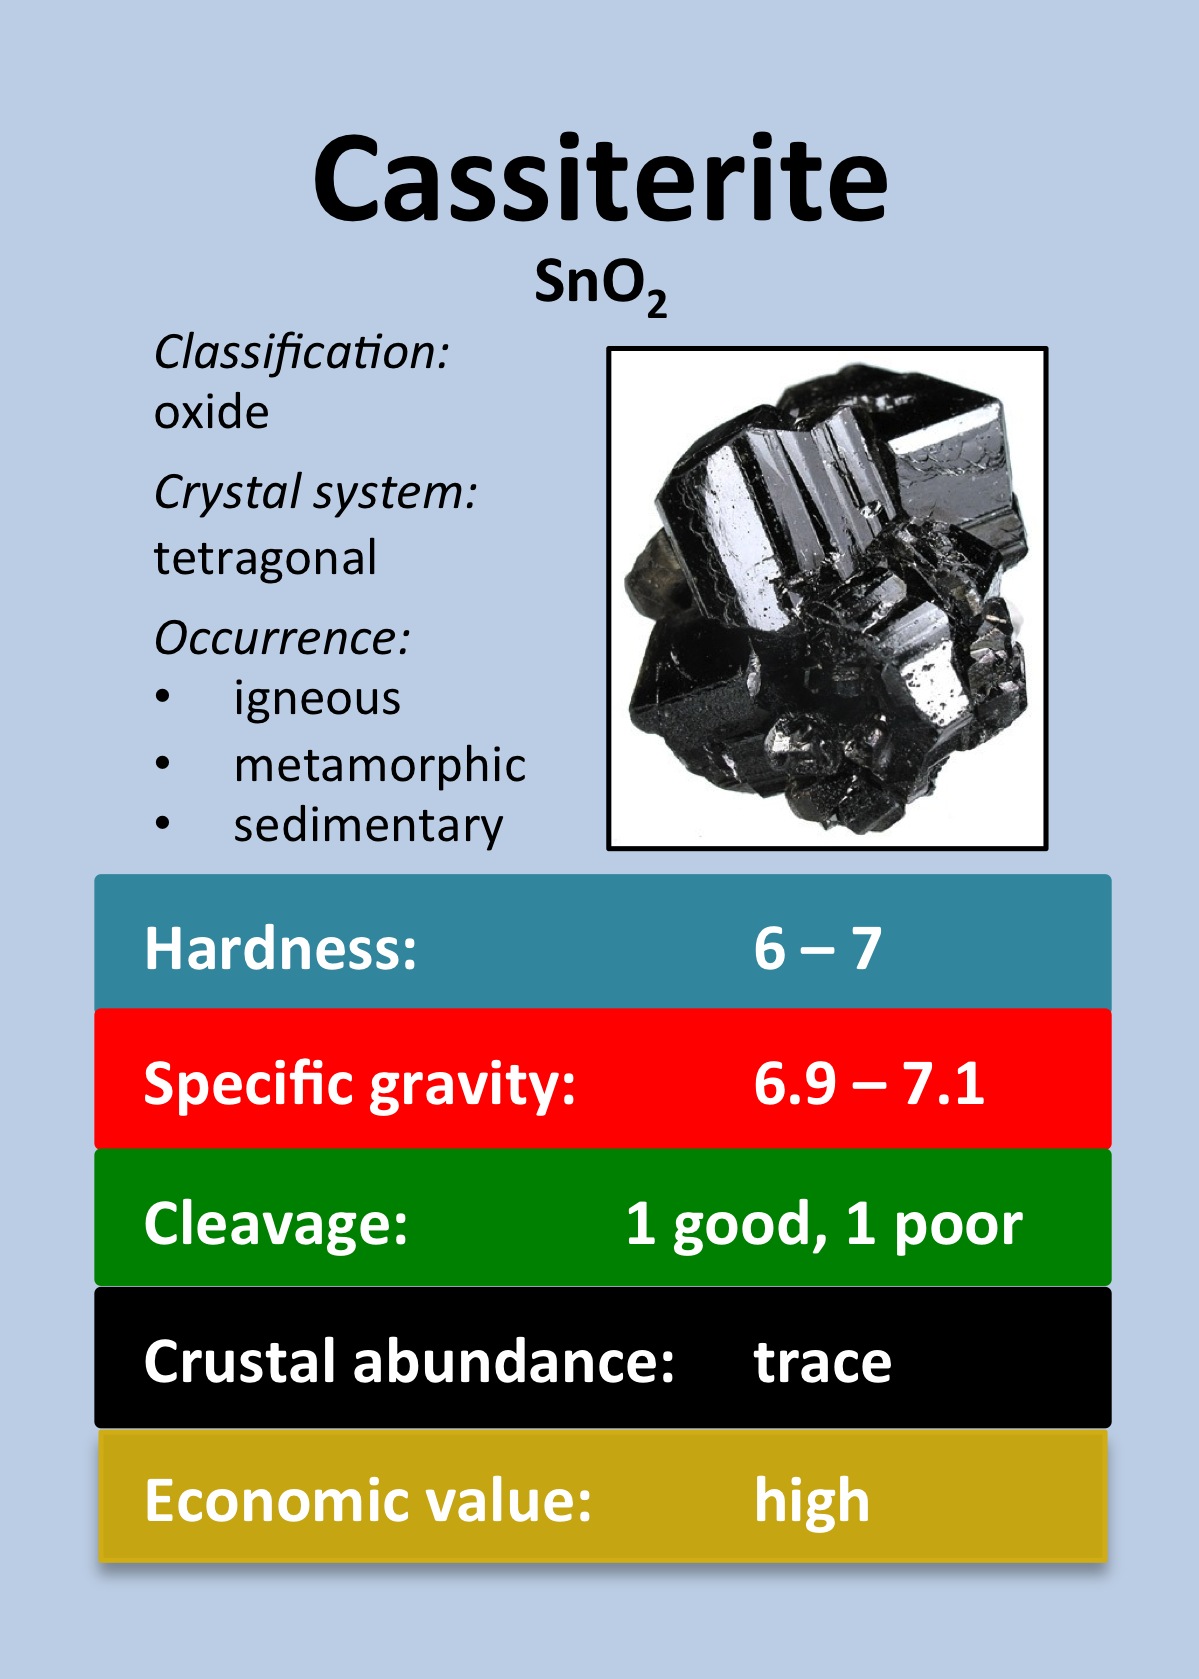 Cassiterite
SnO₂
Classification:
oxide
Crystal system:
tetragonal
Occurrence:
• igneous
• metamorphic
• sedimentary
Hardness: 6 – 7
Specific gravity: 6.9 – 7.1
Cleavage: 1 good, 1 poor
Crustal abundance: trace
Economic value: high